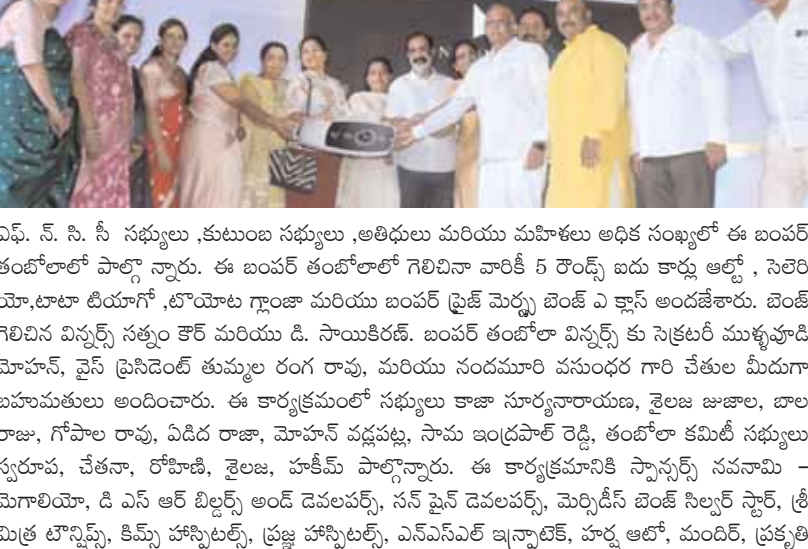 ఎఫ్. న్. సి. సీ సభ్యులు ,కుటుంబ సభ్యులు ,అతిధులు మరియు మహిళలు అధిక సంఖ్యలో ఈ బంపర్
తంబోలాలో పాల్గొ న్నారు. ఈ బంపర్ తంబోలాలో గెలిచినా వారికీ 5 రౌండ్స్ ఐదు కార్లు ఆల్టో , సెలెరి
యో,టాటా టియాగో ,టొయోట గ్లాంజా మరియు బంపర్ ప్రైజ్ మెర్స్డ బెంజ్ ఎ క్లాస్ అందజేశారు. బెంజ్
గెలిచిన విన్నర్స్ సత్నం కౌర్ మరియు డి. సాయికిరణ్. బంపర్ తంబోలా విన్నర్స్ కు సెక్రటరీ ముళ్ళపూడి
మోహన్, వైస్ ప్రెసిడెంట్ తుమ్మల రంగ రావు, మరియు నందమూరి వసుంధర గారి చేతుల మీదుగా
బహుమతులు అందించారు. ఈ కార్యక్రమంలో సభ్యులు కాజా సూర్యనారాయణ, శైలజ జుజాల, బాల
రాజు, గోపాల రావు, ఏడిద రాజా, మోహన్ వడ్లపట్ల, సామ ఇంద్రపాల్ రెడ్డి, తంబోలా కమిటీ సభ్యులు
స్వరూప, చేతనా, రోహిణి, శైలజ, హకీమ్ పాల్గొన్నారు. ఈ కార్యక్రమానికి స్పాన్సర్స్ నవనామి –
మెగాలియో, డి ఎస్ ఆర్ బిల్డర్స్ అండ్ డెవలపర్స్, సన్ షైన్ డెవలపర్స్, మెర్సిడీస్ బెంజ్ సిల్వర్ స్టార్, శ్రీ
మిత్ర టౌన్షిప్స్, కిమ్స్ హాస్పిటల్స్, ప్రజ్ఞ హాస్పిటల్స్, ఎన్ఎస్ఎల్ ఇన్ఫ్రాటెక్, హర్ష ఆటో, మందిర్, ప్రకృతి